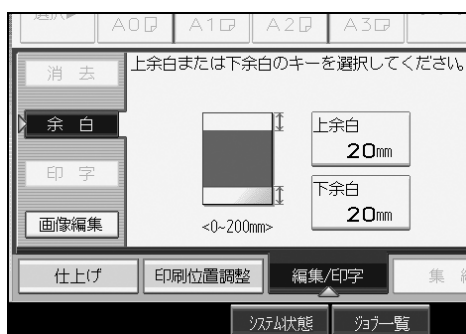 選択▶ A0 A1 A2 A3
上余白または下余白のキーを選択してください。
消去
余白
印字
画像編集
上余白
20mm
下余白
20mm
<0~200mm>
仕上げ 印刷位置調整 編集/印字 集
システム状態 ジョブ一覧